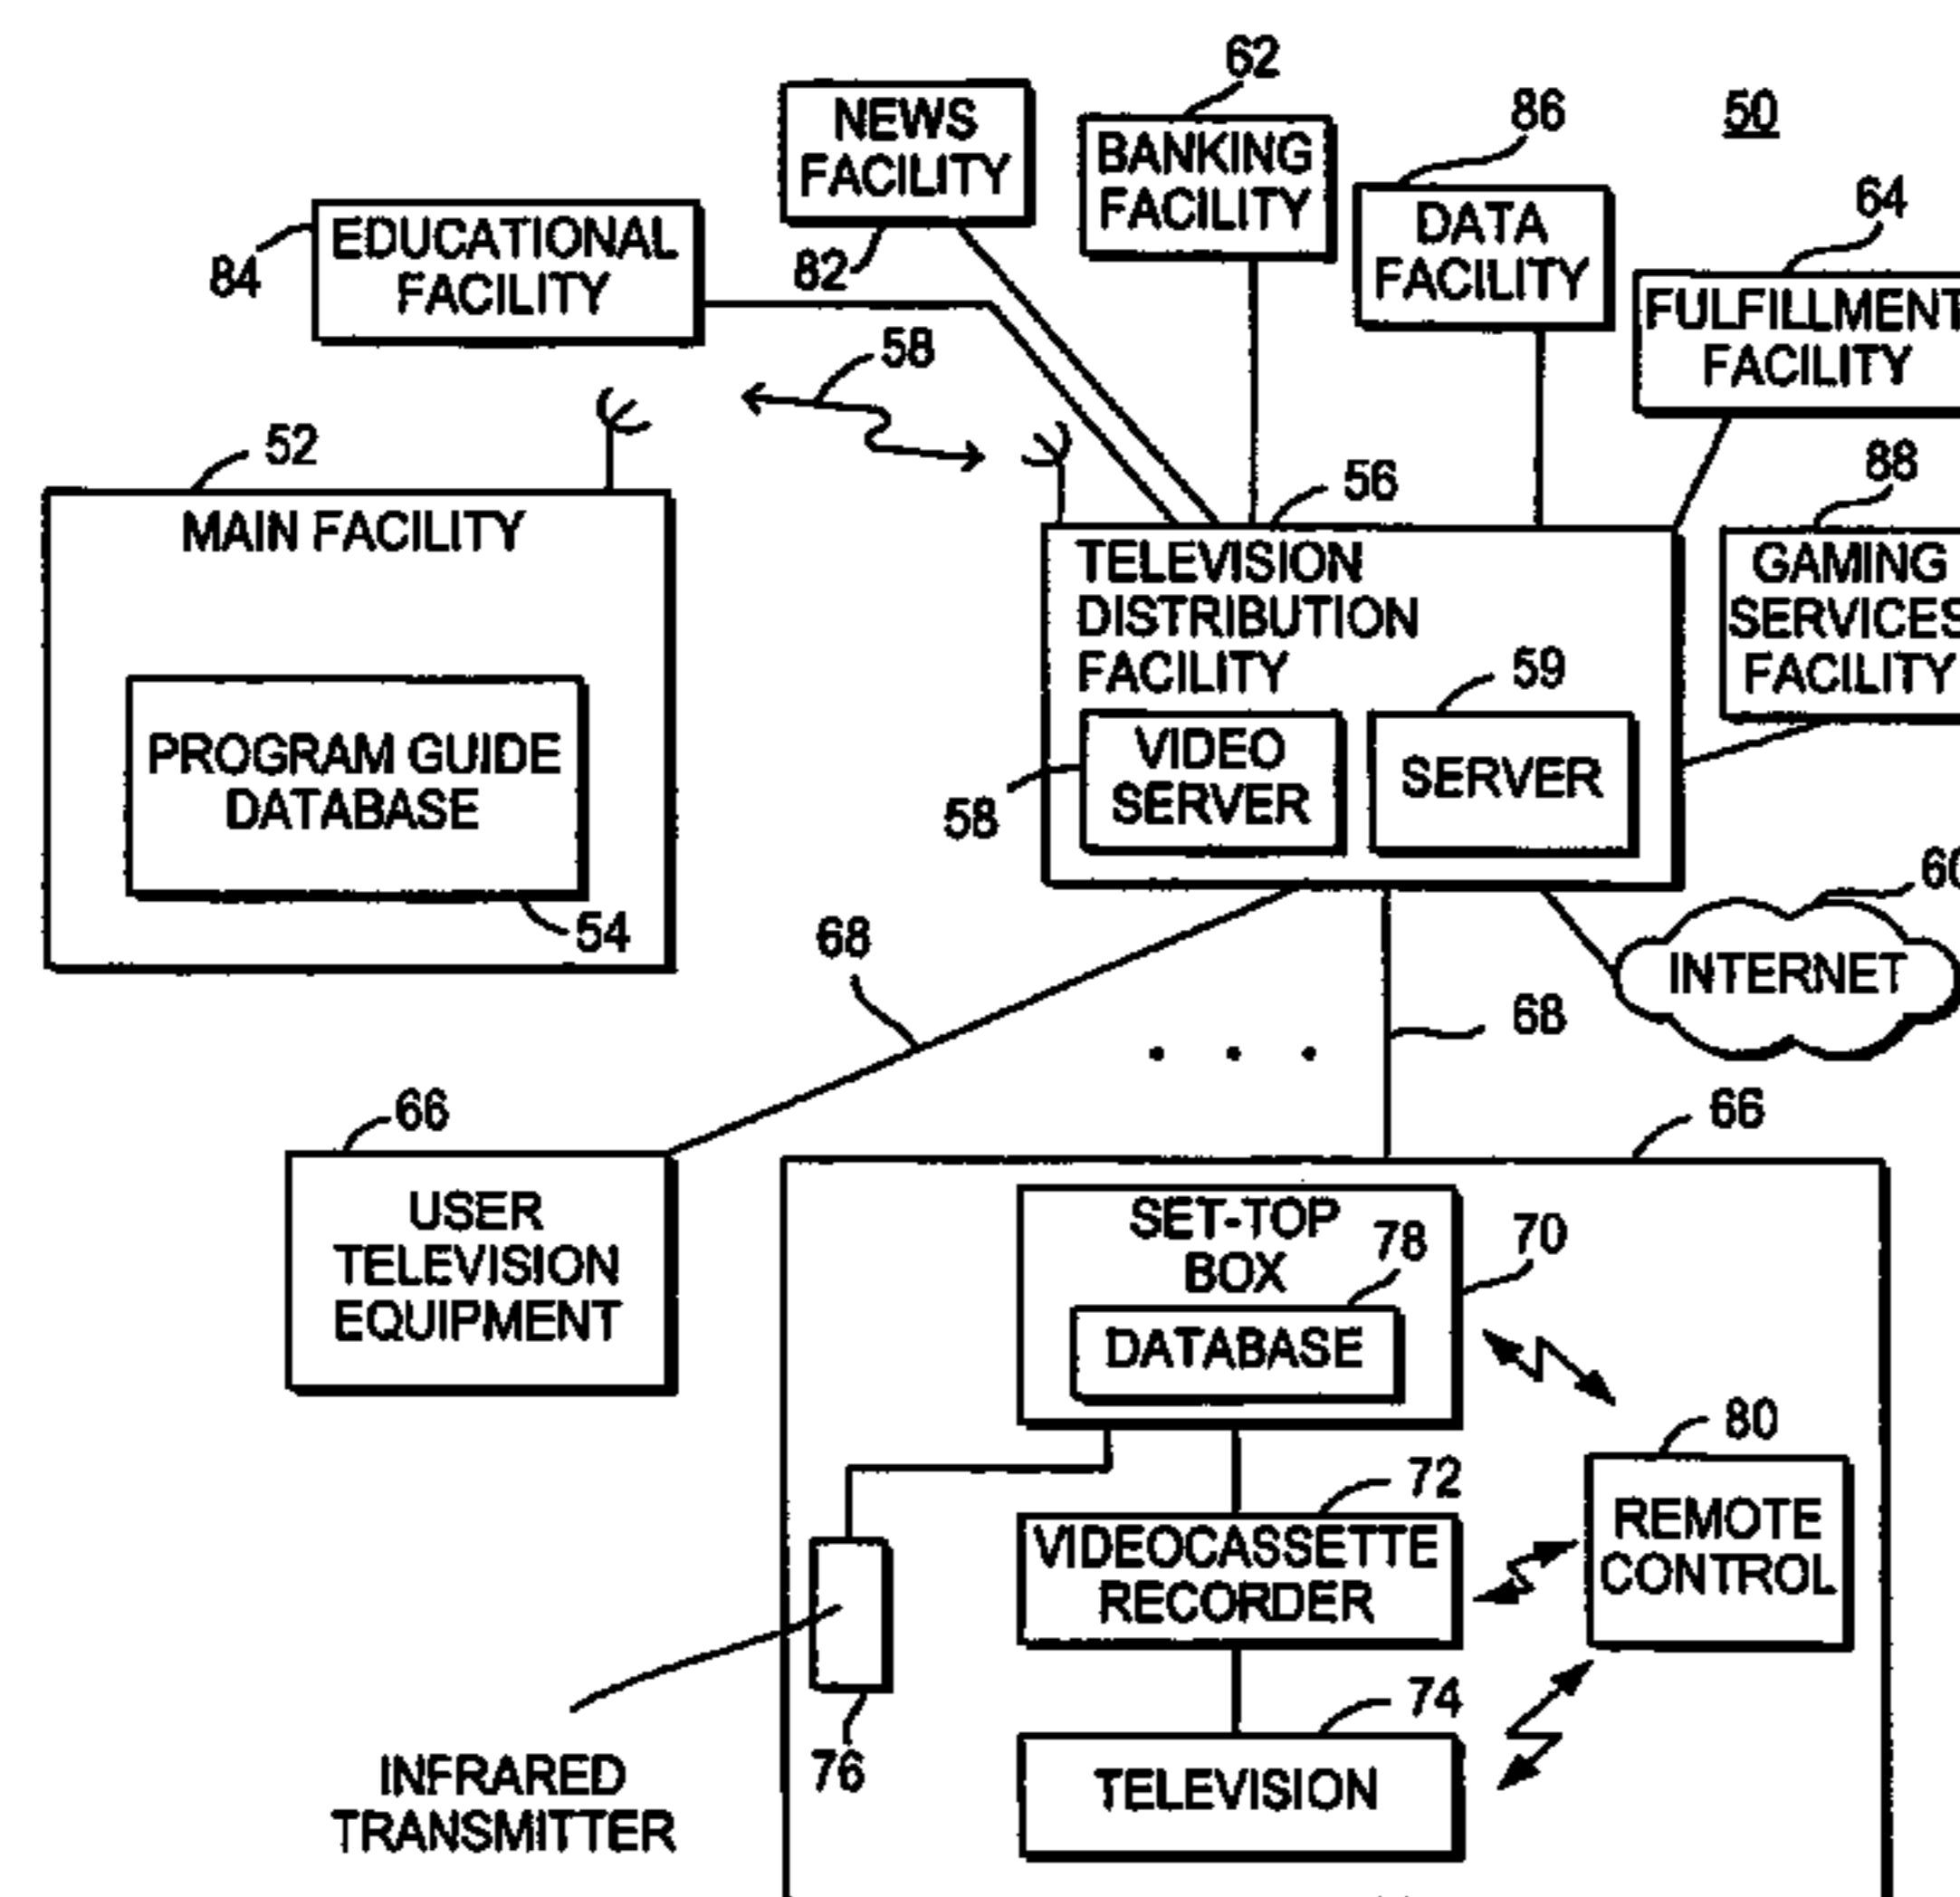 50
62
NEWS
FACILITY
82
BANKING
FACILITY
86
DATA
FACILITY
64
FULFILLMENT
FACILITY
84
EDUCATIONAL
FACILITY
58
52
MAIN FACILITY
PROGRAM GUIDE
DATABASE
54
56
TELEVISION
DISTRIBUTION
FACILITY
58
VIDEO
SERVER
59
SERVER
88
GAMING
SERVICES
FACILITY
60
INTERNET
68
68
66
USER
TELEVISION
EQUIPMENT
66
SET-TOP
BOX
78
DATABASE
70
80
REMOTE
CONTROL
72
VIDEOCASSETTE
RECORDER
76
INFRARED
TRANSMITTER
74
TELEVISION